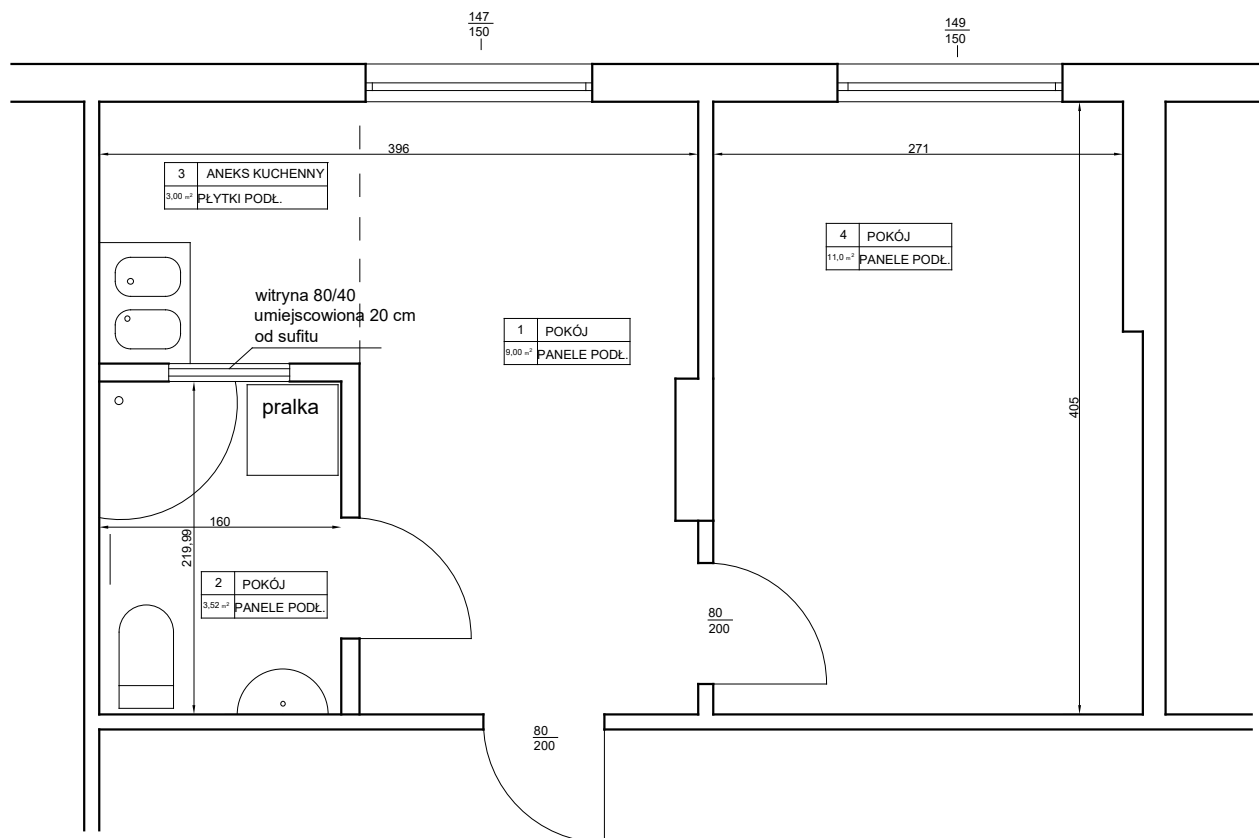 147
150
149
150
396
271
3 ANEKS KUCHENNY
3,00 m² PŁYTKI PODŁ.
4 POKÓJ
11,0 m² PANELE PODŁ.
witryna 80/40
umiejscowiona 20 cm
od sufitu
1 POKÓJ
9,00 m² PANELE PODŁ.
405
pralka
160
219,99
2 POKÓJ
3,52 m² PANELE PODŁ.
80
200
80
200